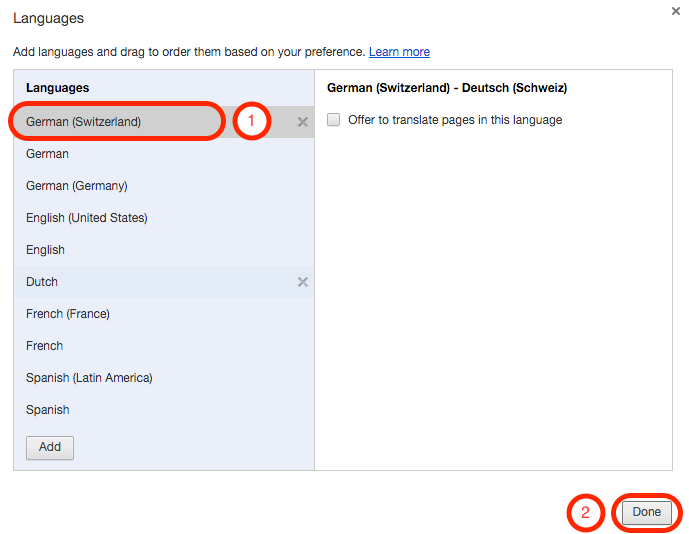 Languages
Add languages and drag to order them based on your preference. Learn more
Languages
German (Switzerland)
1
German
German (Germany)
English (United States)
English
Dutch
French (France)
French
Spanish (Latin America)
Spanish
Add
German (Switzerland) - Deutsch (Schweiz)
Offer to translate pages in this language
2
Done